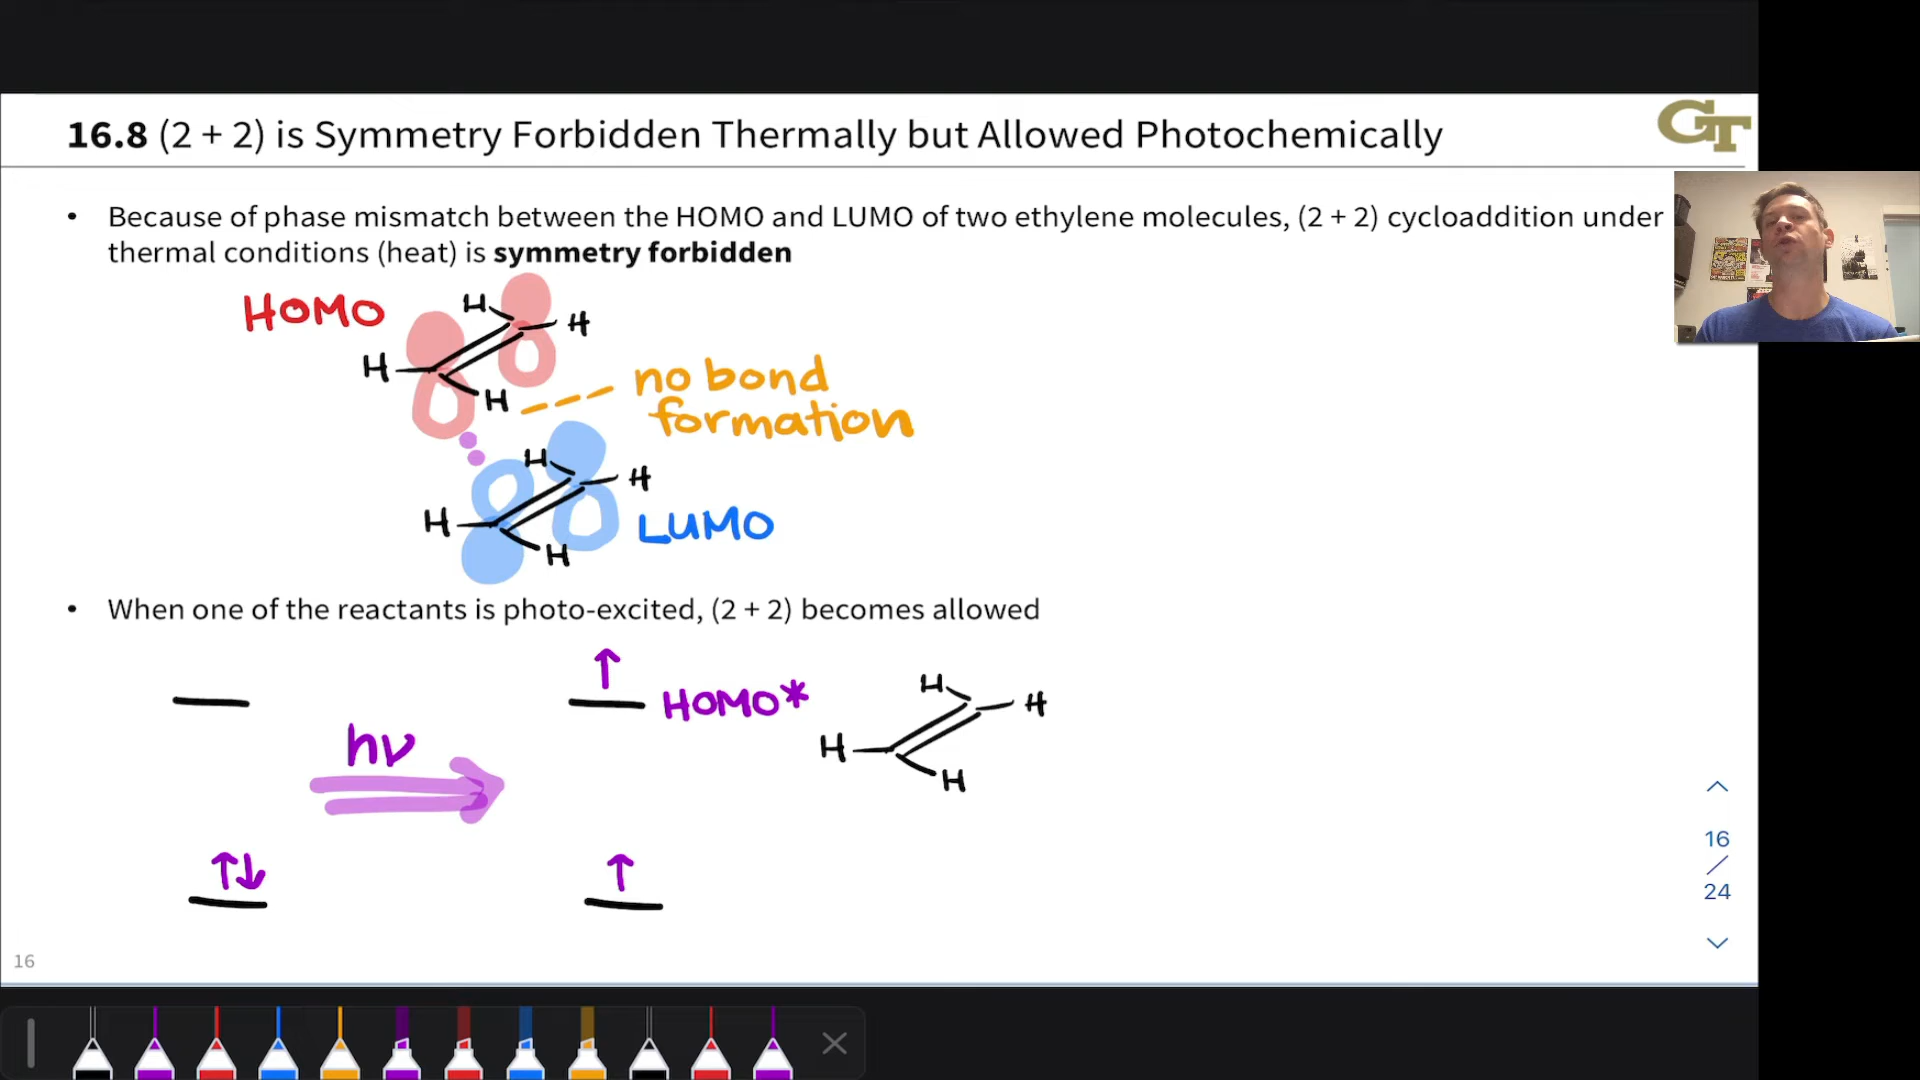 16.8 (2 + 2) is Symmetry Forbidden Thermally but Allowed Photochemically
GT
• Because of phase mismatch between the HOMO and LUMO of two ethylene molecules, (2 + 2) cycloaddition under
thermal conditions (heat) is symmetry forbidden
HOMO
H
H
H
H
no bond
formation
H
H
H
H
LUMO
• When one of the reactants is photo-excited, (2 + 2) becomes allowed
HOMO*
hν
H
H
H
H
16
/
24
16